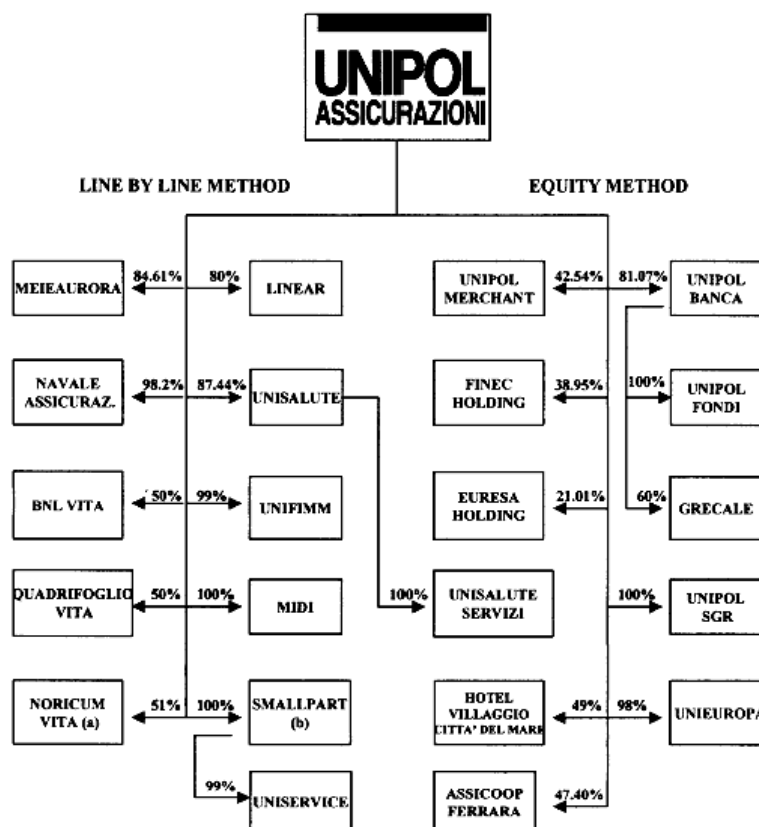 UNIPOL
ASSICURAZIONI
LINE BY LINE METHOD
EQUITY METHOD
MEIEAURORA
84.61%
80%
LINEAR
UNIPOL
MERCHANT
42.54%
81.07%
UNIPOL
BANCA
NAVALE
ASSICURAZ.
98.2%
87.44%
UNISALUTE
FINEC
HOLDING
38.95%
100%
UNIPOL
FONDI
BNL VITA
50%
99%
UNIFIMM
EURESA
HOLDING
21.01%
60%
GRECALE
QUADRIFOGLIO
VITA
50%
100%
MIDI
100%
UNISALUTE
SERVIZI
100%
UNIPOL
SGR
NORICUM
VITA (a)
51%
100%
SMALLPART
(b)
HOTEL
VILLAGGIO
CITTA' DEL MARE
49%
98%
UNIEUROPA
99%
UNISERVICE
ASSICOOP
FERRARA
47.40%